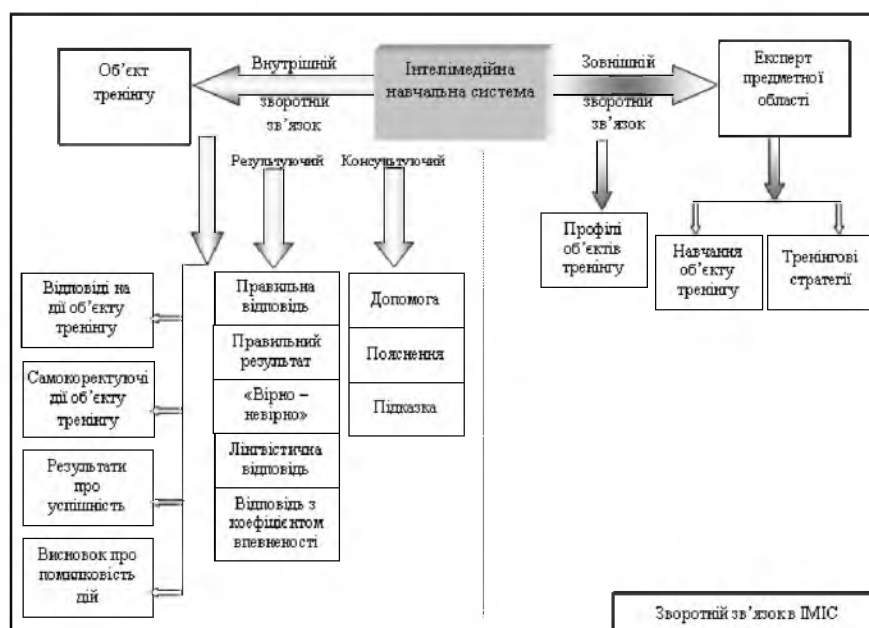 Об’єкт
тренінгу
Внутрішній
зворотній
зв’язок
Інтелімедійна
навчальна система
Зовнішній
зворотній
зв’язок
Експерт
предметної
області
Результуючий
Консультуючий
Відповіді на
дії об’єкту
тренінгу
Самокоректуючі
дії об’єкту
тренінгу
Результати
про
успішність
Висновок про
помилковість
дій
Правильна
відповідь
Правильний
результат
«Вірно –
невірно»
Лінгвістична
відповідь
Відповідь з
коефіцієнтом
впевненості
Допомога
Пояснення
Підказка
Профілі
об’єктів
тренінгу
Навчання
об’єкту
тренінгу
Тренінгові
стратегії
Зворотній зв’язок в ІМІС